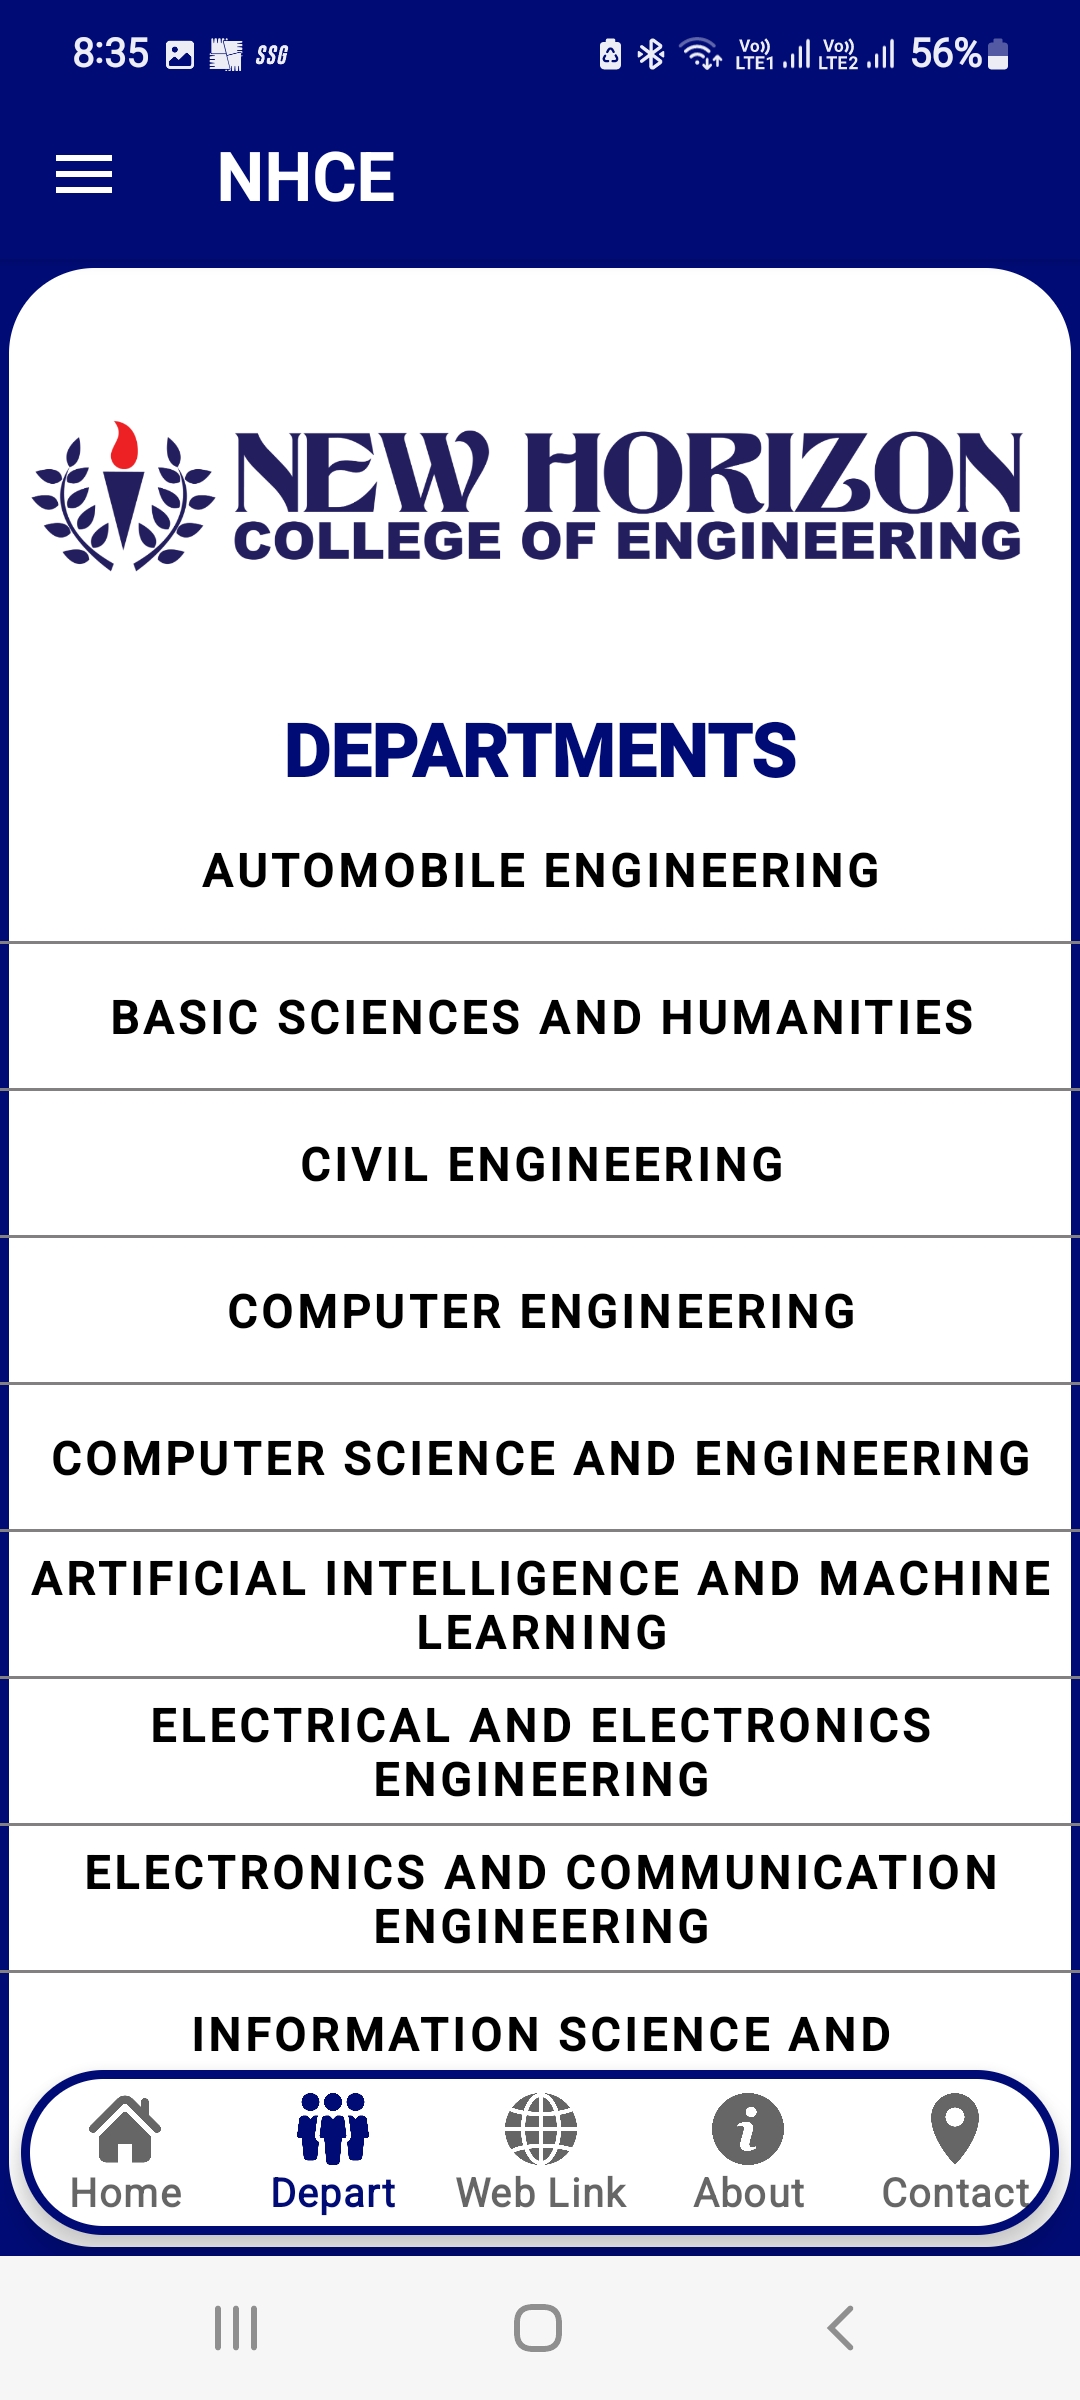 8:35 SSG Vo)) LTE1 Vo)) LTE2 56%
NHCE
NEW HORIZON
COLLEGE OF ENGINEERING
DEPARTMENTS
AUTOMOBILE ENGINEERING
BASIC SCIENCES AND HUMANITIES
CIVIL ENGINEERING
COMPUTER ENGINEERING
COMPUTER SCIENCE AND ENGINEERING
ARTIFICIAL INTELLIGENCE AND MACHINE
LEARNING
ELECTRICAL AND ELECTRONICS
ENGINEERING
ELECTRONICS AND COMMUNICATION
ENGINEERING
INFORMATION SCIENCE AND
Home Depart Web Link About Contact